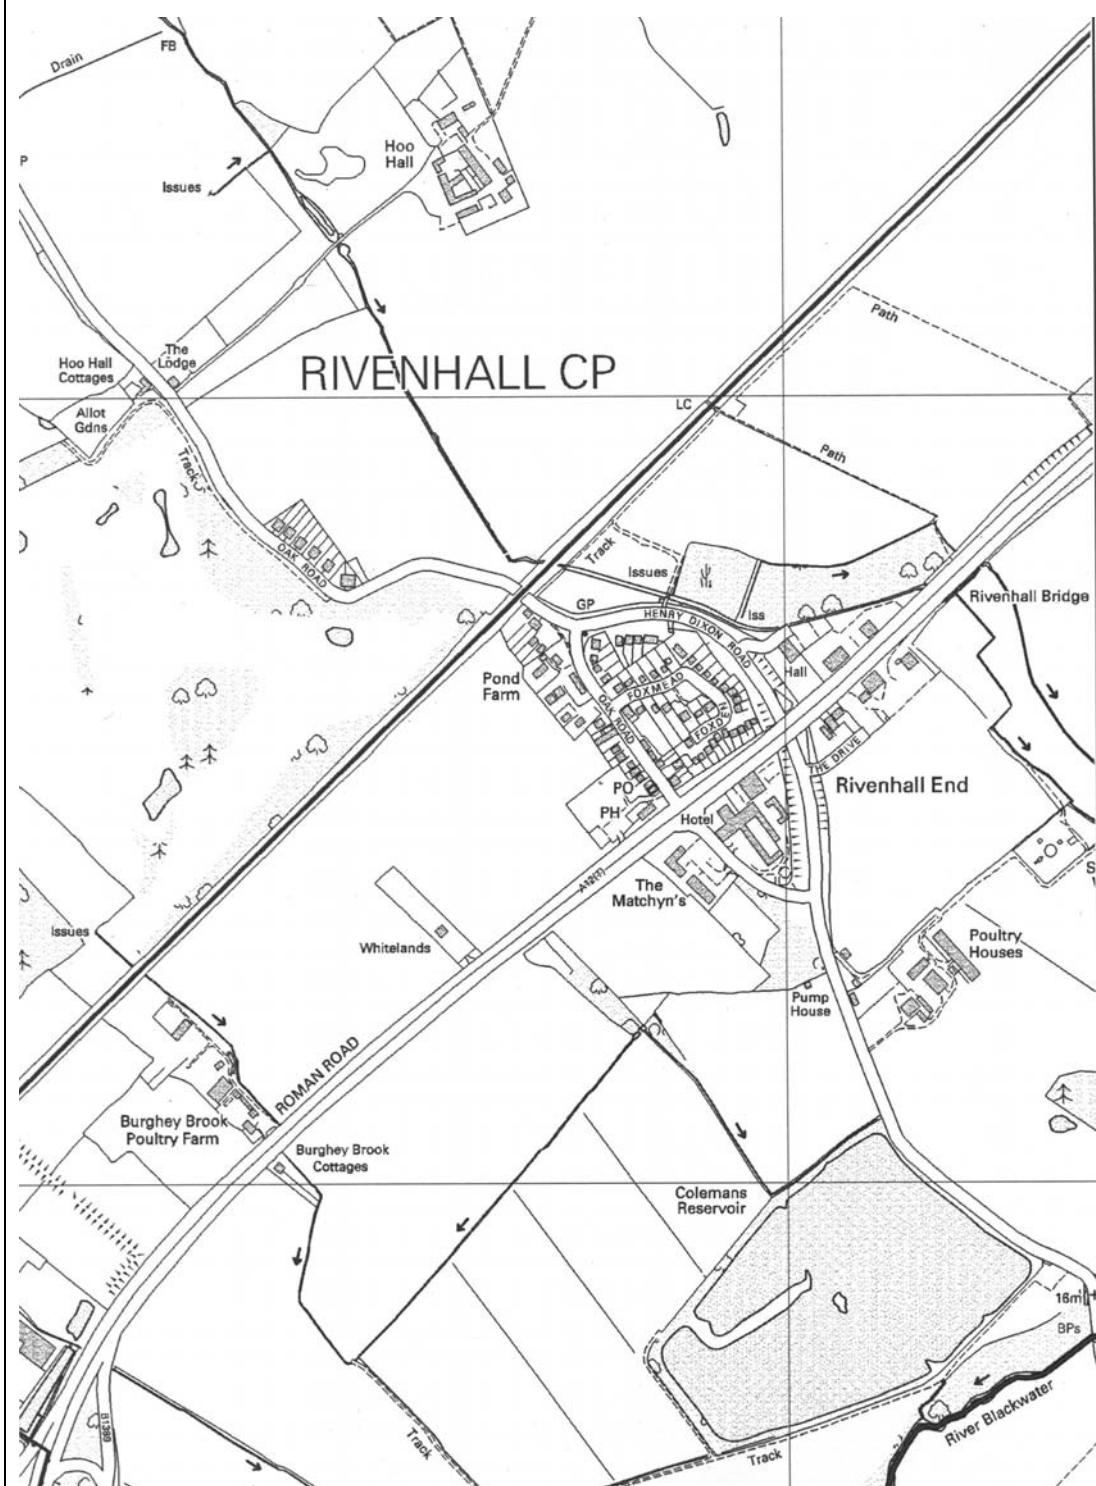 FB
Drain
Hoo
Hall
P
Issues
The
Lodge
Hoo Hall
Cottages
RIVENHALL CP
Allot
Gdns
Path
LC
Path
Track
Track
OAK ROAD
Issues
Rivenhall Bridge
GP
Iss
HENRY DIXON ROAD
Hall
Pond
Farm
FOXMEAD
OAK ROAD
FOXDEN
THE DRIVE
PO
Rivenhall End
PH
Hotel
A12(T)
The
Matchyn's
S
Issues
Whitelands
Poultry
Houses
Pump
House
ROMAN ROAD
Burghey Brook
Poultry Farm
Burghey Brook
Cottages
Colemans
Reservoir
16m
BPs
B1389
River Blackwater
Track
Track